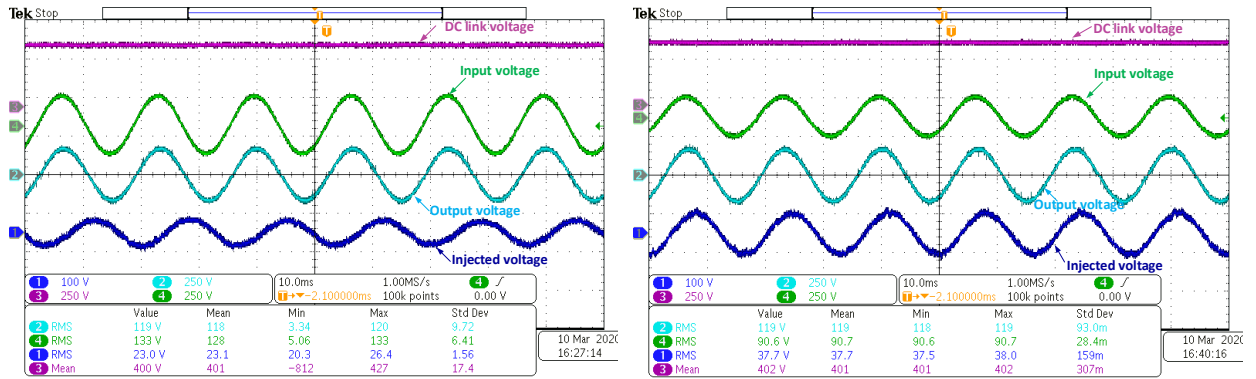 Tek Stop
T
T
DC link voltage
Input voltage
3
4
2
Output voltage
1
Injected voltage
1 100 V 2 250 V
3 250 V 4 250 V
10.0ms 1.00MS/s 4 ∫
T→▼−2.100000ms 100k points 0.00 V
Value Mean Min Max Std Dev
2 RMS 119 V 118 3.34 120 9.72
4 RMS 133 V 128 5.06 133 6.41
1 RMS 23.0 V 23.1 20.3 26.4 1.56
3 Mean 400 V 401 −812 427 17.4
10 Mar 2020
16:27:14
Tek Stop
T
T
DC link voltage
Input voltage
3
4
2
Output voltage
1
Injected voltage
1 100 V 2 250 V
3 250 V 4 250 V
10.0ms 1.00MS/s 4 ∫
T→▼−2.100000ms 100k points 0.00 V
Value Mean Min Max Std Dev
2 RMS 119 V 119 118 119 93.0m
4 RMS 90.6 V 90.7 90.6 90.7 28.4m
1 RMS 37.7 V 37.7 37.5 38.0 159m
3 Mean 402 V 401 401 402 307m
10 Mar 2020
16:40:16